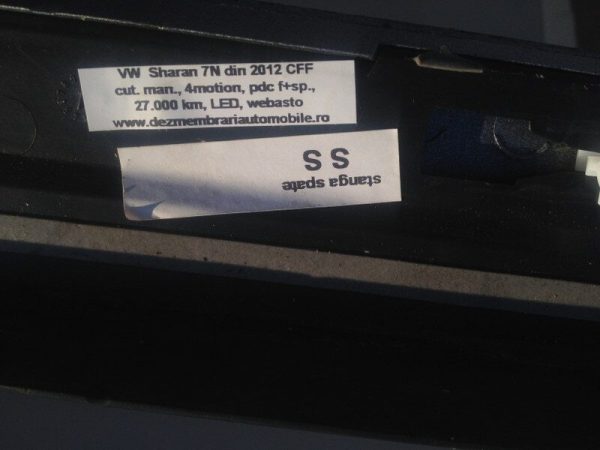 VW Sharan 7N din 2012 CFF
cut. man., 4motion, pdc f+sp.,
27.000 km, LED, webasto
www.dezmembrariautomobile.ro
stanga spate
S S